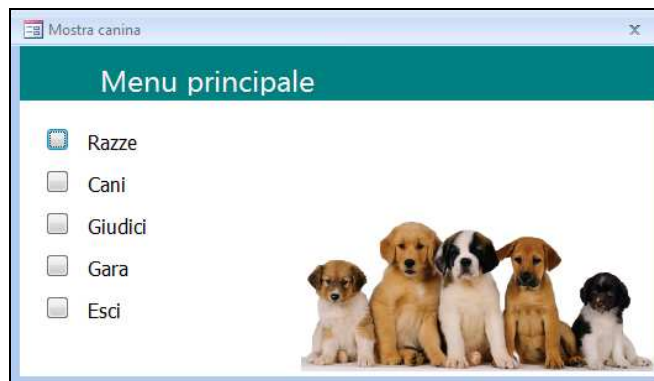 Mostra canina
Menu principale
Razze
Cani
Giudici
Gara
Esci